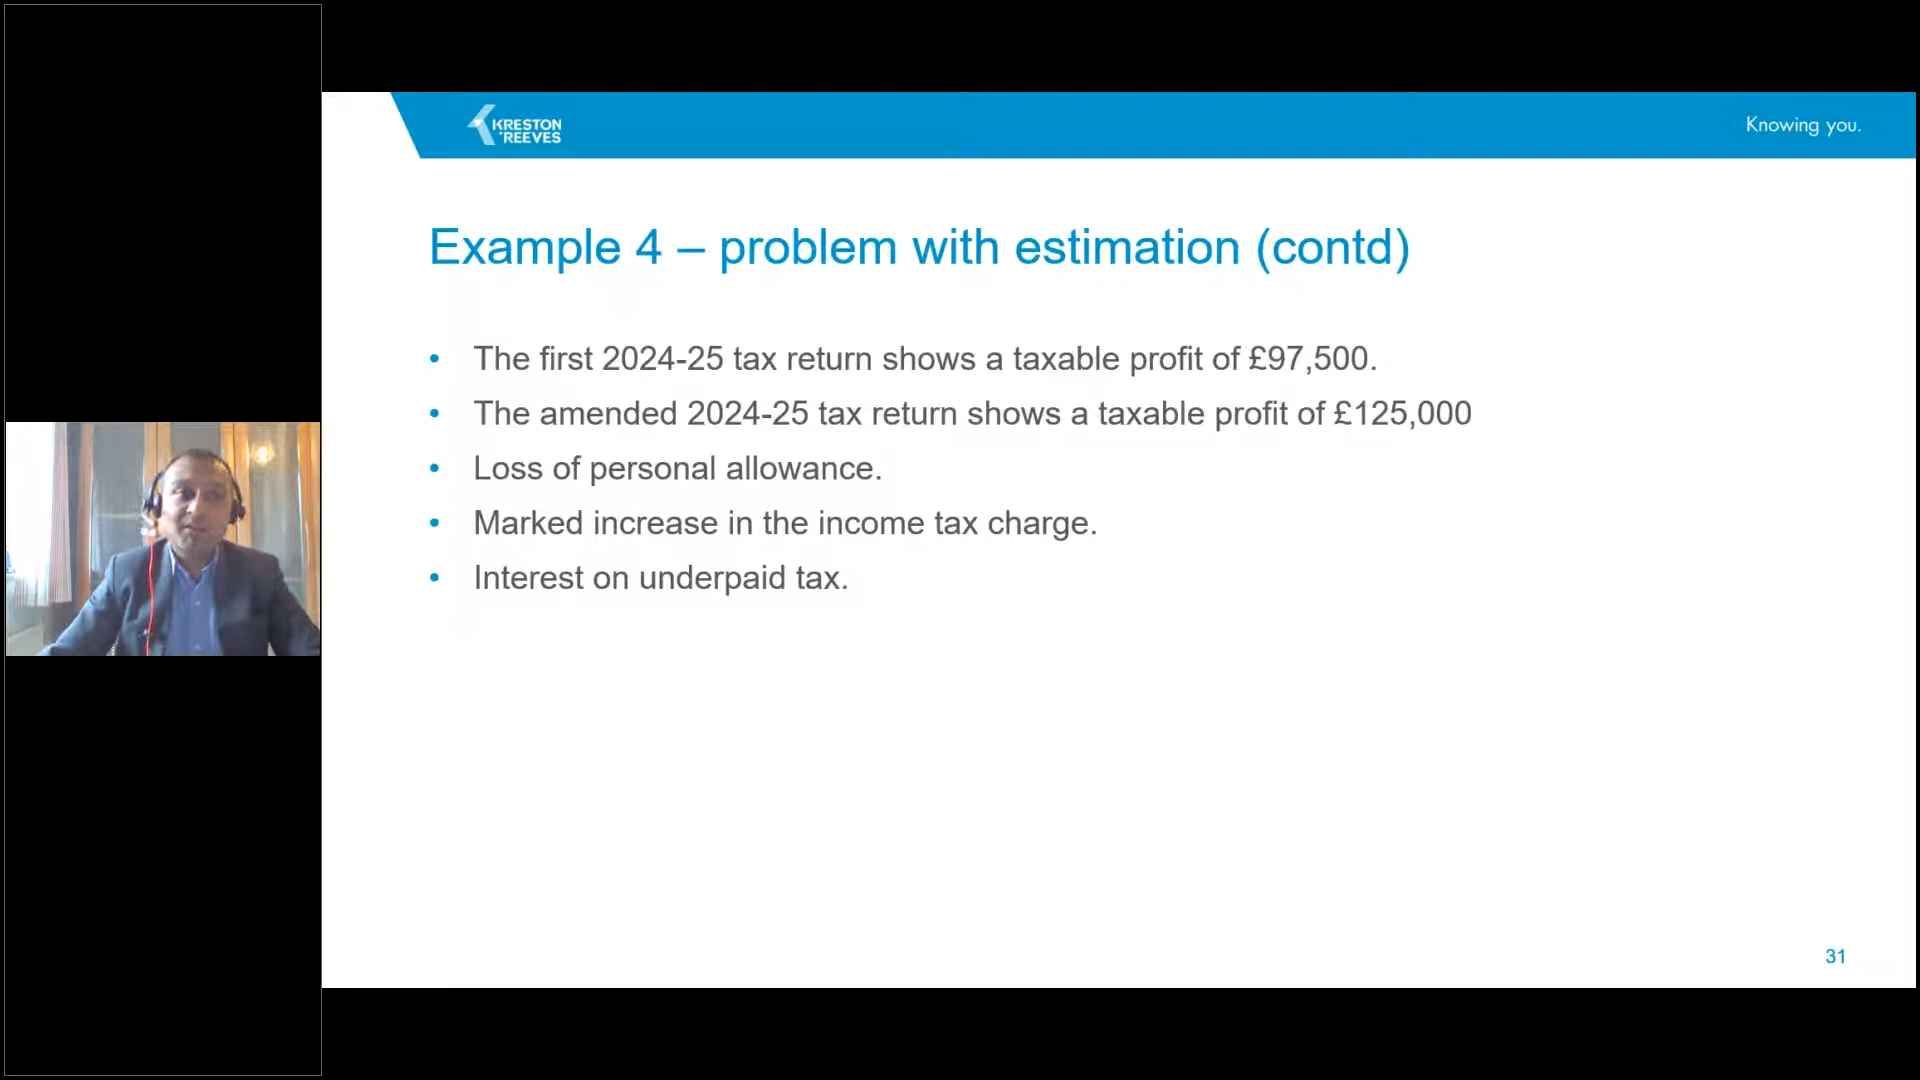 KRESTON
REEVES
Knowing you.
Example 4 – problem with estimation (contd)
• The first 2024-25 tax return shows a taxable profit of £97,500.
• The amended 2024-25 tax return shows a taxable profit of £125,000
• Loss of personal allowance.
• Marked increase in the income tax charge.
• Interest on underpaid tax.
31